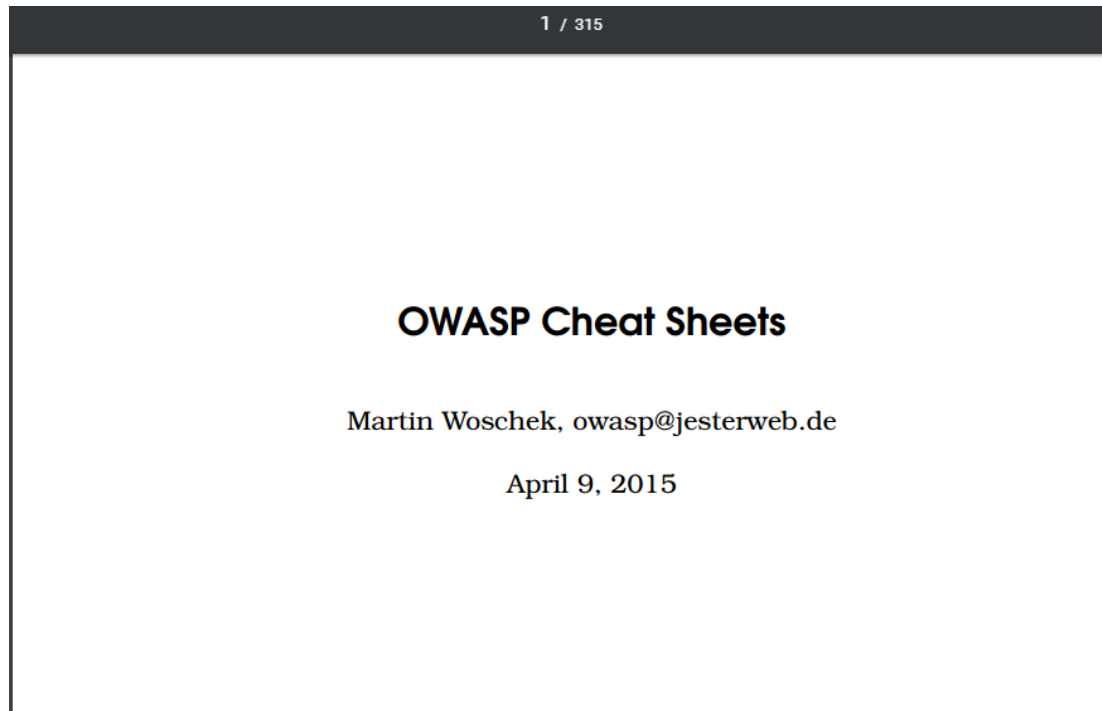 1 / 315
OWASP Cheat Sheets
Martin Woschek, owasp@jesterweb.de
April 9, 2015